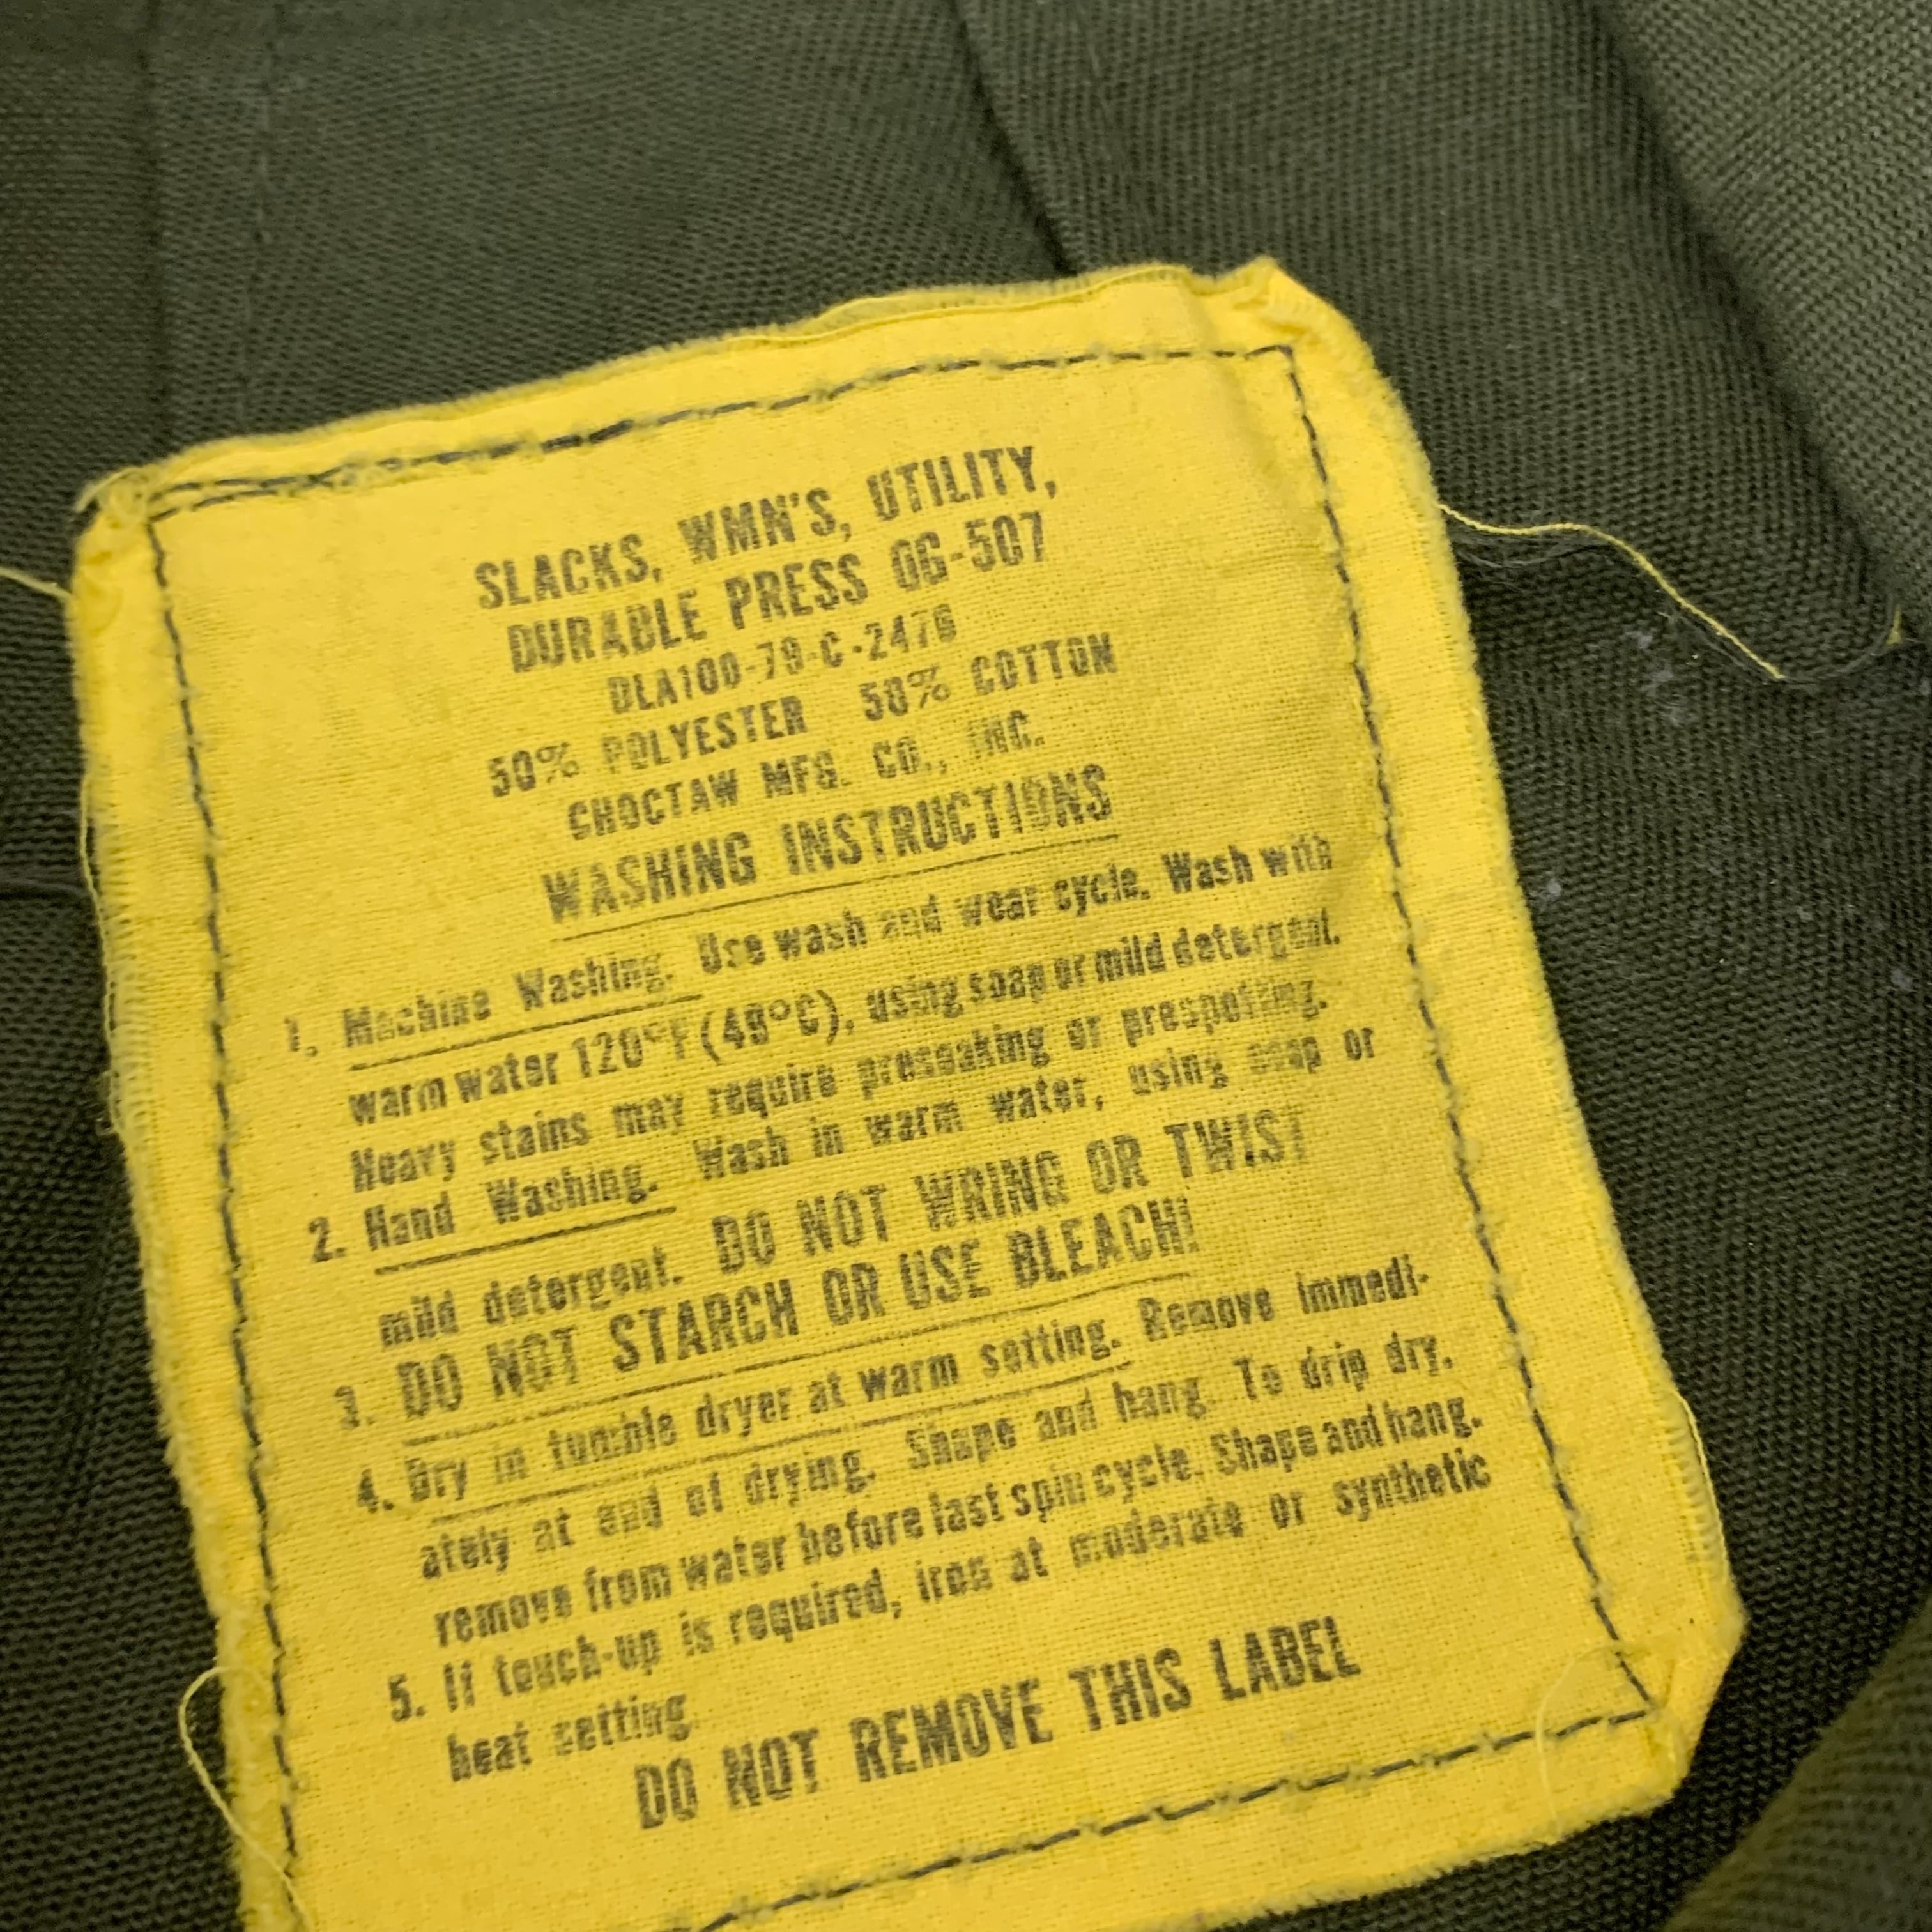 SLACKS, WMN'S, UTILITY,
DURABLE PRESS OG-507
DLA100-79-C-2476
50% POLYESTER 50% COTTON
CHOCTAW MFG. CO., INC.
WASHING INSTRUCTIONS
1. Machine Washing. Use wash and wear cycle. Wash with
warm water 120°F (49°C), using soap or mild detergent.
Heavy stains may require presoaking or prespotting.
2. Hand Washing. Wash in warm water, using soap or
mild detergent. DO NOT WRING OR TWIST
3. DO NOT STARCH OR USE BLEACH!
4. Dry in tumble dryer at warm setting. Remove immedi-
ately at end of drying. Shape and hang. To drip dry,
remove from water before last spin cycle. Shape and hang.
5. If touch-up is required, iron at moderate or synthetic
heat setting
DO NOT REMOVE THIS LABEL